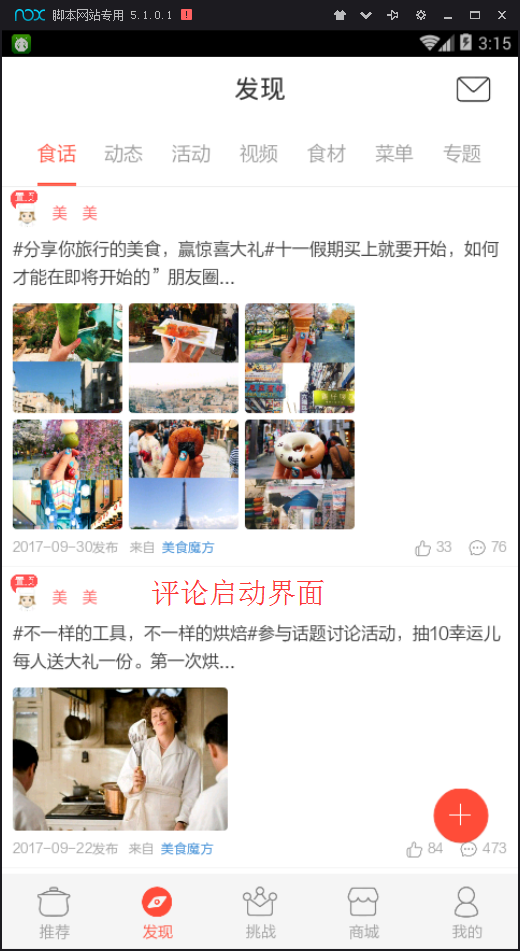 nox 脚本网站专用 5.1.0.1
3:15
发现
食话 动态 活动 视频 食材 菜单 专题
置顶
美 美
#分享你旅行的美食，赢惊喜大礼#十一假期买上就要开始，如何
才能在即将开始的”朋友圈...
2017-09-30发布 来自 美食魔方 33 76
置顶
美 美
评论启动界面
#不一样的工具，不一样的烘焙#参与话题讨论活动，抽10幸运儿
每人送大礼一份。第一次烘...
2017-09-22发布 来自 美食魔方 84 473
推荐 发现 挑战 商城 我的